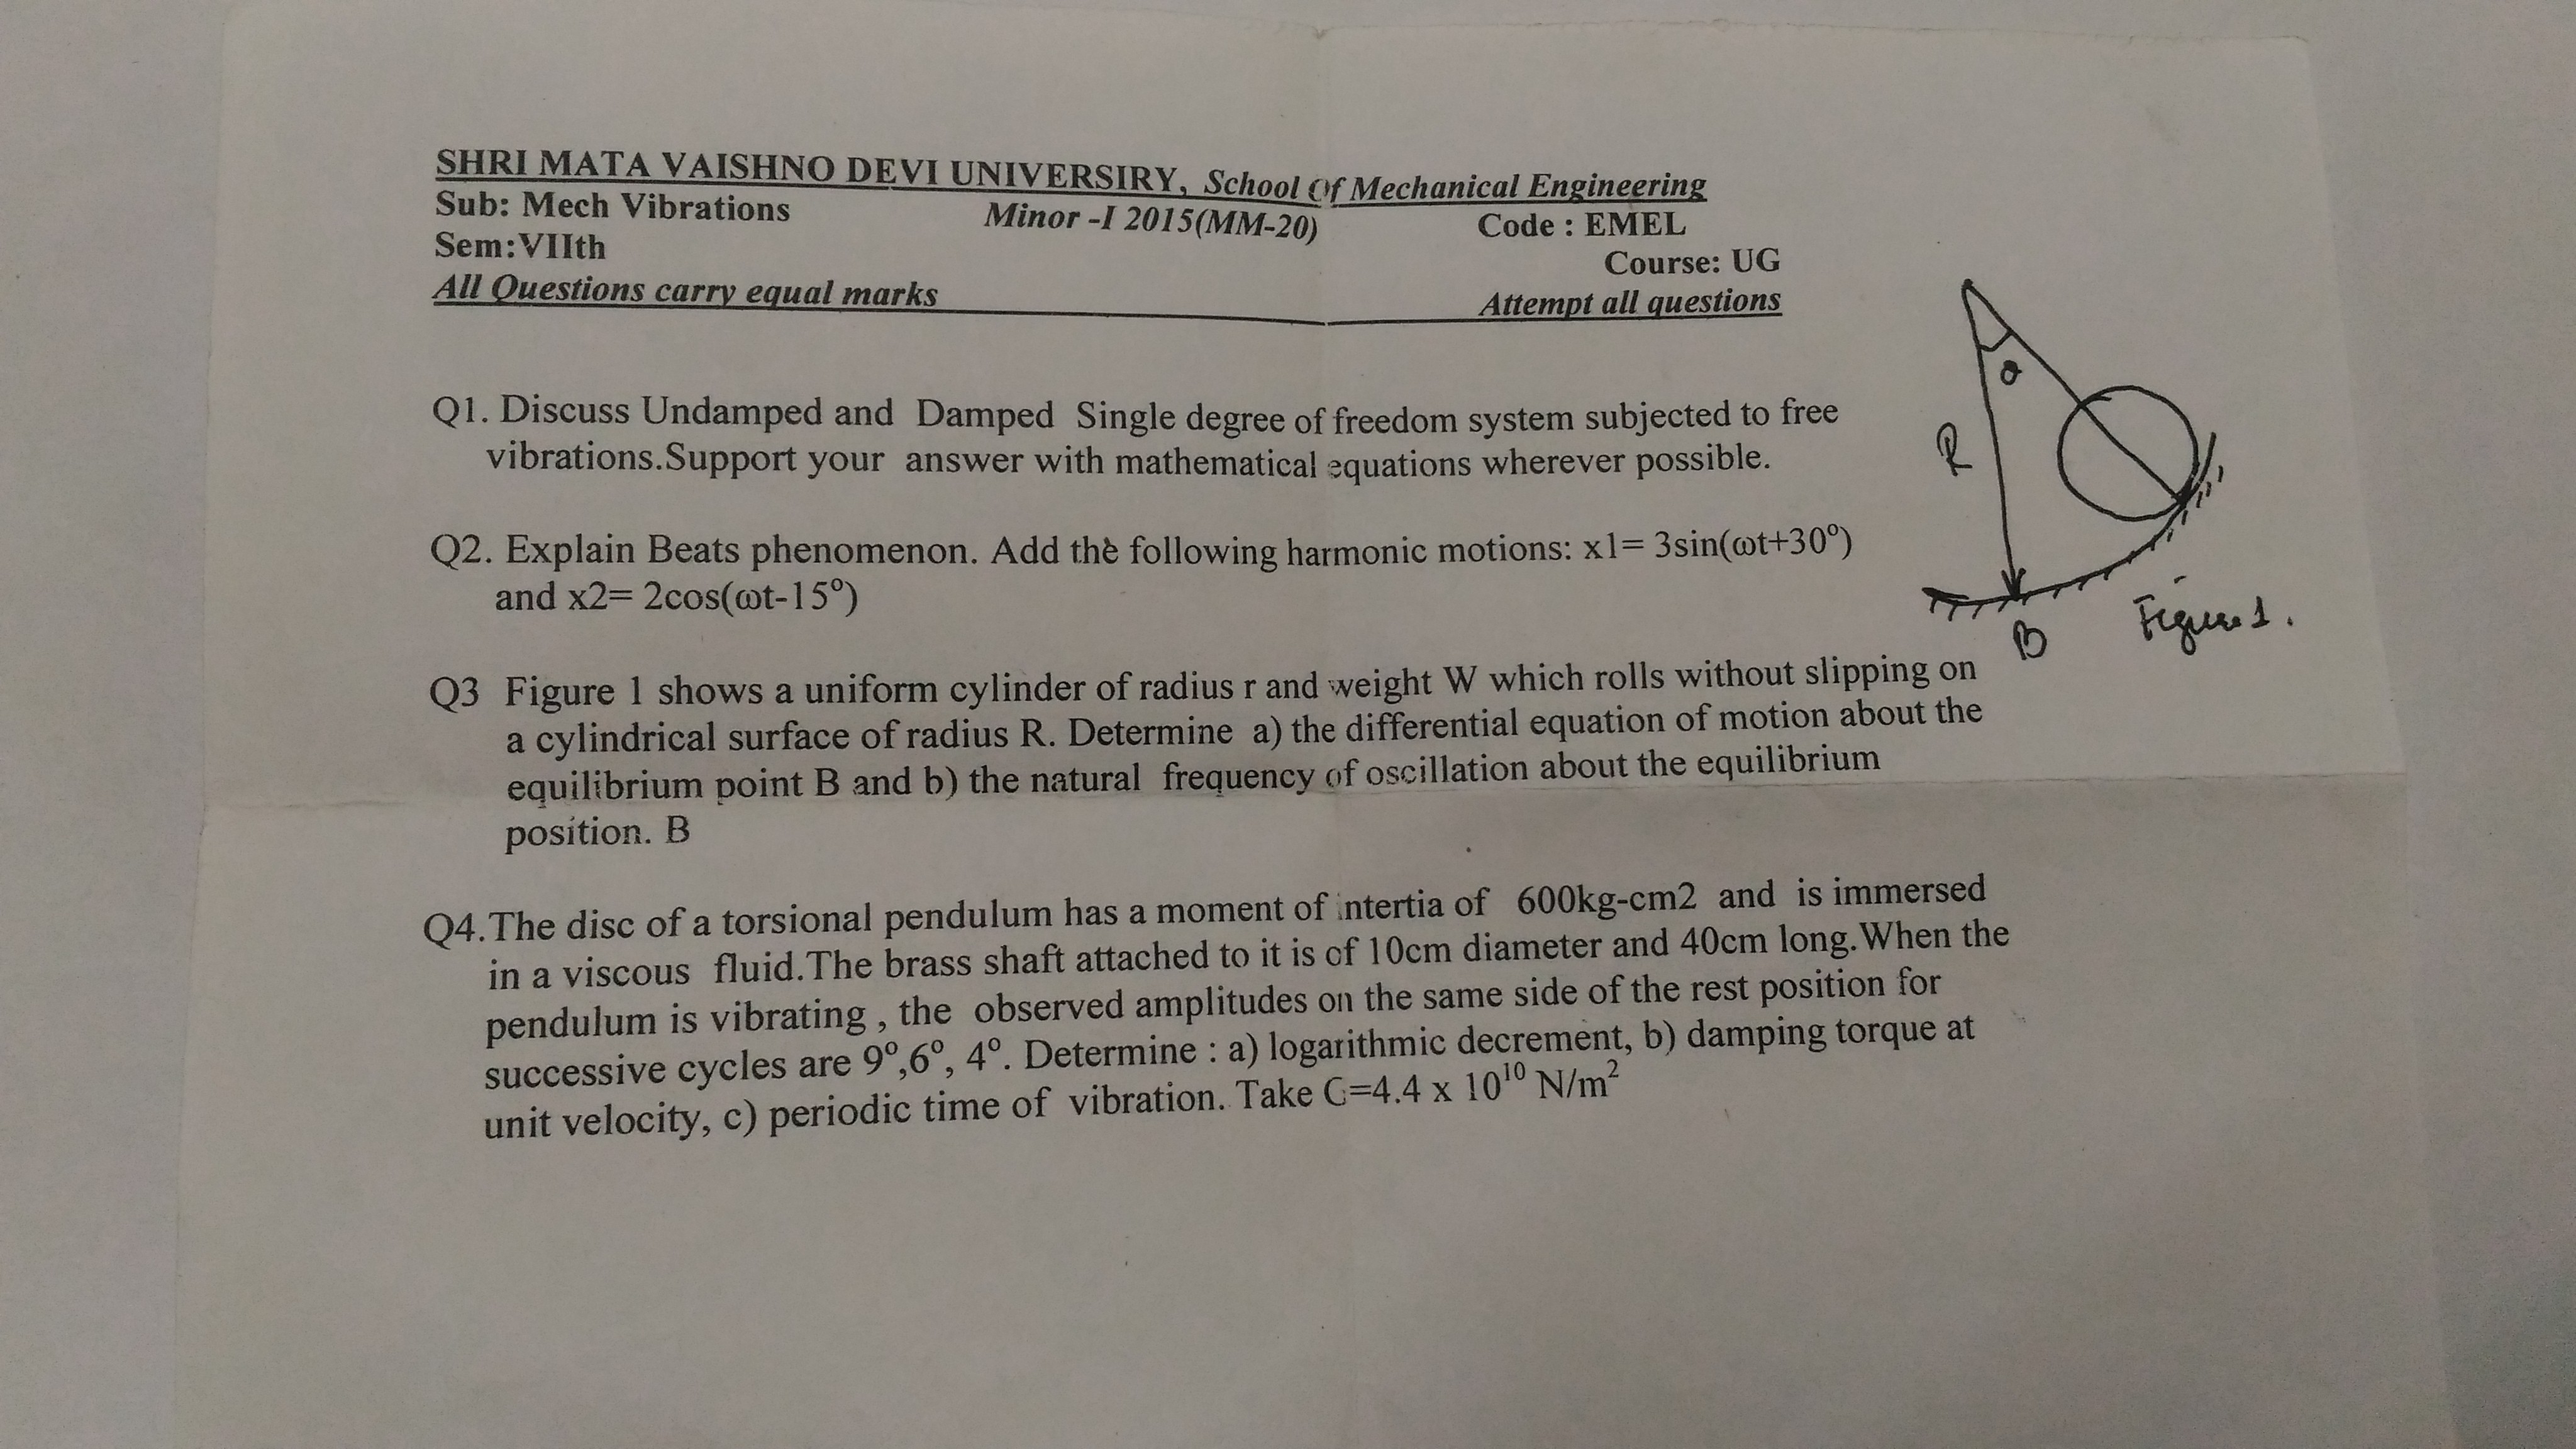 SHRI MATA VAISHNO DEVI UNIVERSIRY, School Of Mechanical Engineering
Sub: Mech Vibrations Minor -I 2015(MM-20) Code : EMEL
Sem:VIIth Course: UG
All Questions carry equal marks Attempt all questions
θ
R
B
Figure 1.
Q1. Discuss Undamped and Damped Single degree of freedom system subjected to free
vibrations.Support your answer with mathematical equations wherever possible.
Q2. Explain Beats phenomenon. Add the following harmonic motions: x1= 3sin(ωt+30°)
and x2= 2cos(ωt-15°)
Q3 Figure 1 shows a uniform cylinder of radius r and weight W which rolls without slipping on
a cylindrical surface of radius R. Determine a) the differential equation of motion about the
equilibrium point B and b) the natural frequency of oscillation about the equilibrium
position. B
Q4.The disc of a torsional pendulum has a moment of intertia of 600kg-cm2 and is immersed
in a viscous fluid.The brass shaft attached to it is of 10cm diameter and 40cm long.When the
pendulum is vibrating , the observed amplitudes on the same side of the rest position for
successive cycles are 9°,6°, 4°. Determine : a) logarithmic decrement, b) damping torque at
unit velocity, c) periodic time of vibration. Take G=4.4 x 10¹⁰ N/m²